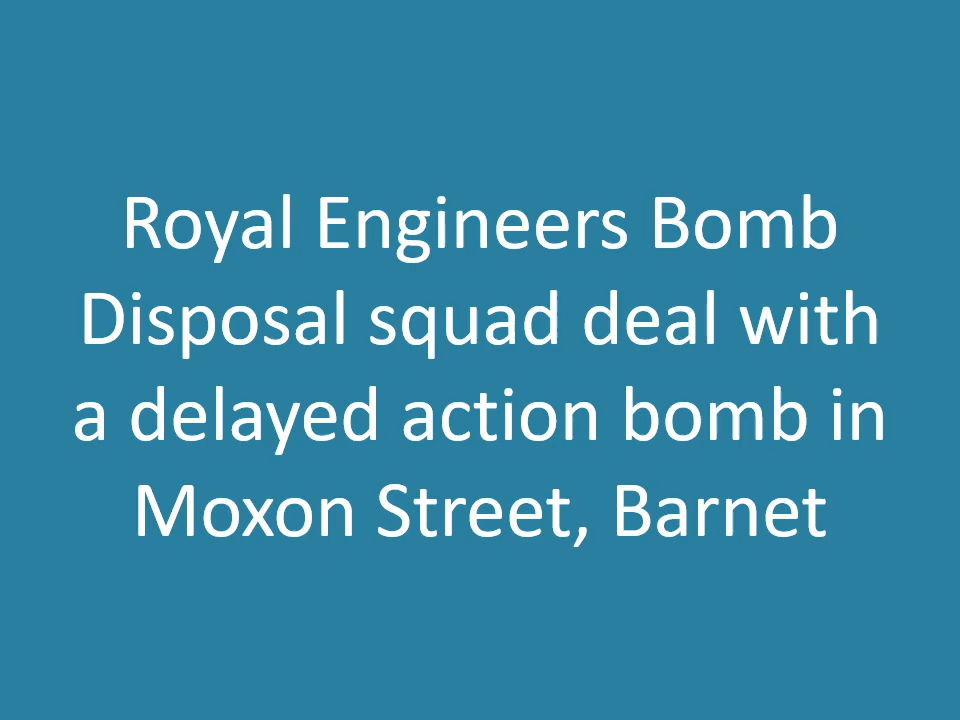 Royal Engineers Bomb
Disposal squad deal with
a delayed action bomb in
Moxon Street, Barnet